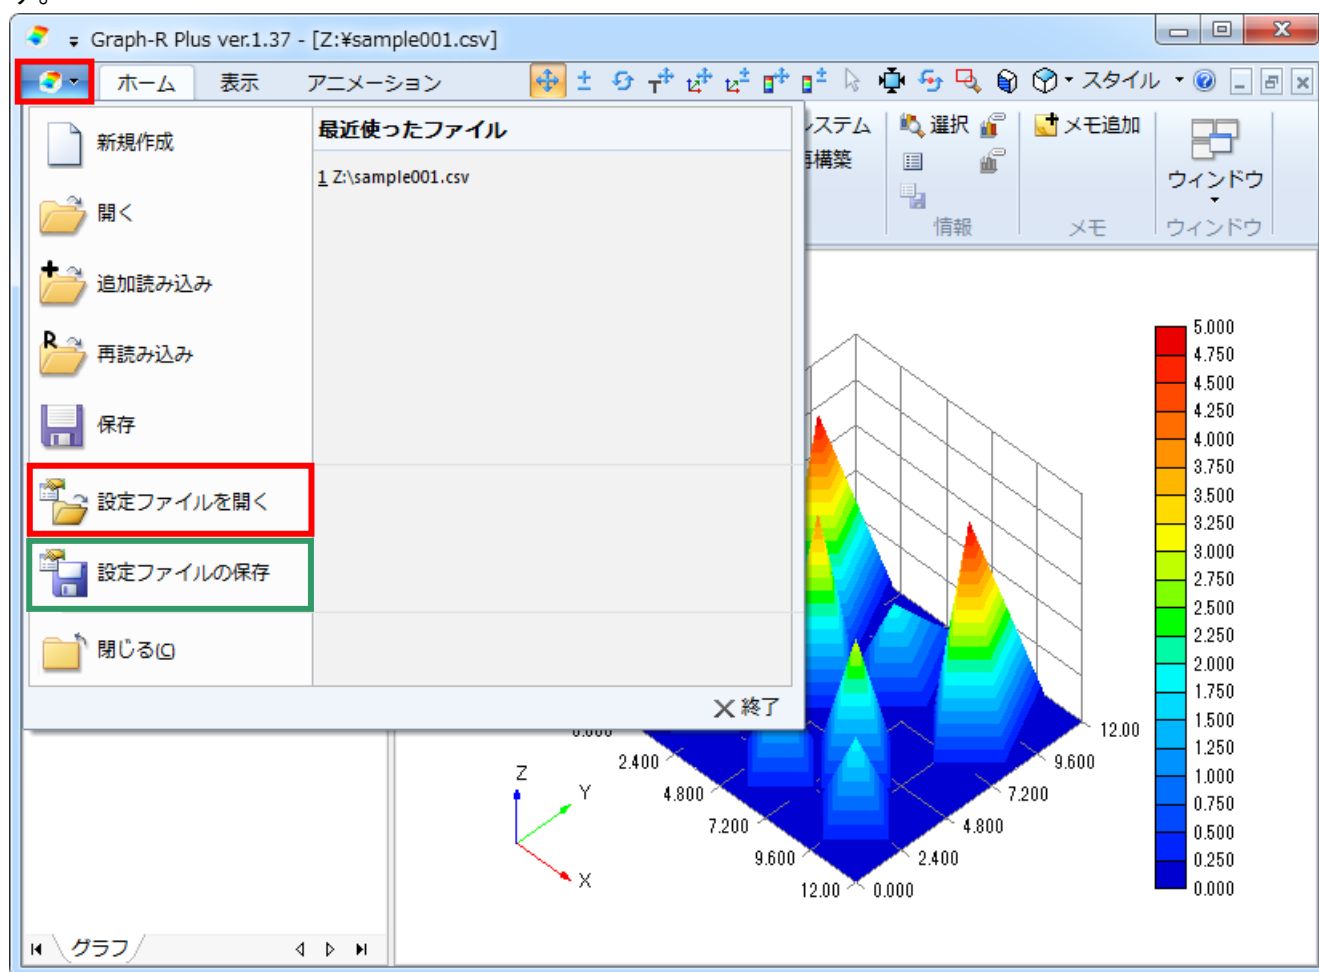 す。
Graph-R Plus ver.1.37 - [Z:¥sample001.csv]
ホーム 表示 アニメーション スタイル
新規作成
開く
追加読み込み
再読み込み
保存
設定ファイルを開く
設定ファイルの保存
閉じる(C)
最近使ったファイル
1 Z:\sample001.csv
終了
システム
再構築
選択
情報
メモ追加
メモ
ウィンドウ
ウィンドウ
5.000
4.750
4.500
4.250
4.000
3.750
3.500
3.250
3.000
2.750
2.500
2.250
2.000
1.750
1.500
1.250
1.000
0.750
0.500
0.250
0.000
0.000
2.400
4.800
7.200
9.600
12.00
0.000
2.400
4.800
7.200
9.600
12.00
Z
Y
X
グラフ